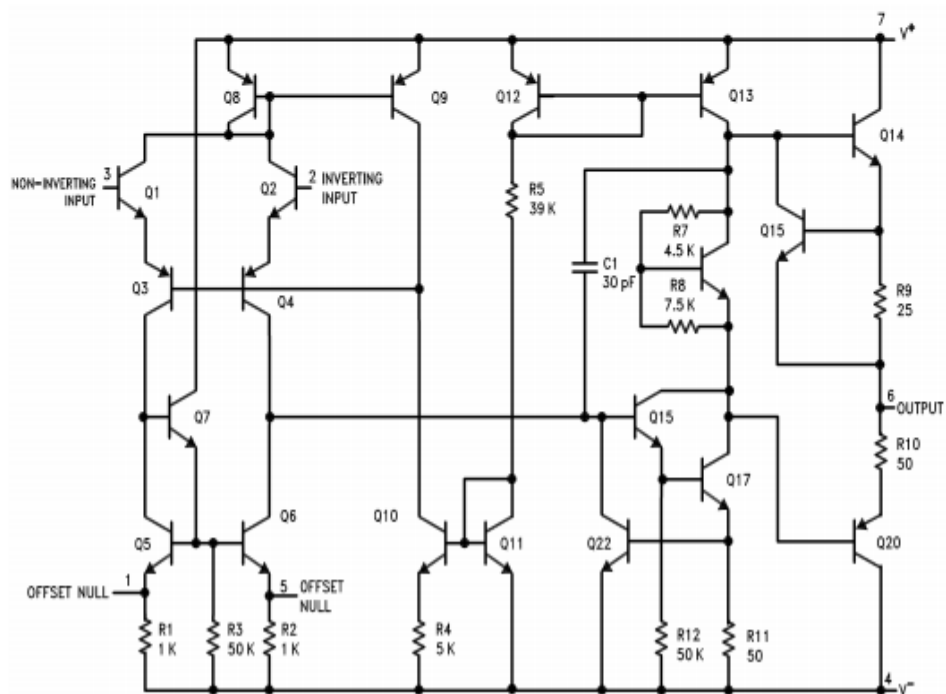 7
V⁺
Q8
Q9
Q12
Q13
Q14
3
NON-INVERTING
INPUT
Q1
Q2
2
INVERTING
INPUT
R5
39 K
R7
4.5 K
Q15
C1
30 pF
R8
7.5 K
R9
25
Q3
Q4
6
OUTPUT
Q7
Q15
R10
50
Q17
Q5
Q6
Q10
Q11
Q22
Q20
1
OFFSET NULL
5
OFFSET
NULL
R1
1 K
R3
50 K
R2
1 K
R4
5 K
R12
50 K
R11
50
4
V⁻